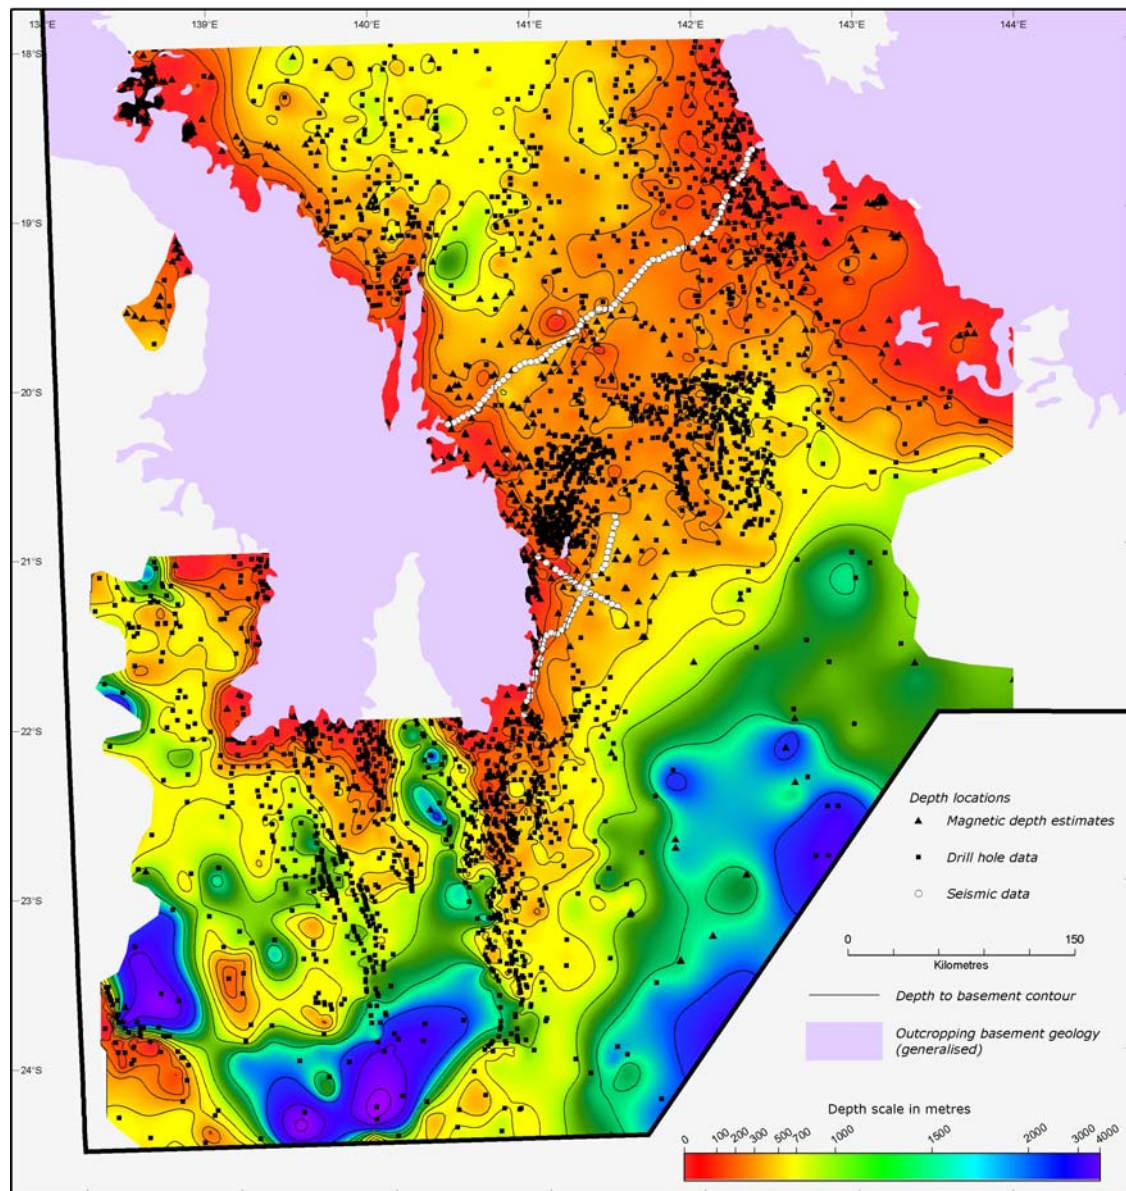 138°E 139°E 140°E 141°E 142°E 143°E 144°E
18°S
19°S
20°S
21°S
22°S
23°S
24°S
Depth locations
Magnetic depth estimates
Drill hole data
Seismic data
0 150
Kilometres
Depth to basement contour
Outcropping basement geology
(generalised)
Depth scale in metres
0 100 200 300 500 700 1000 1500 2000 3000 4000